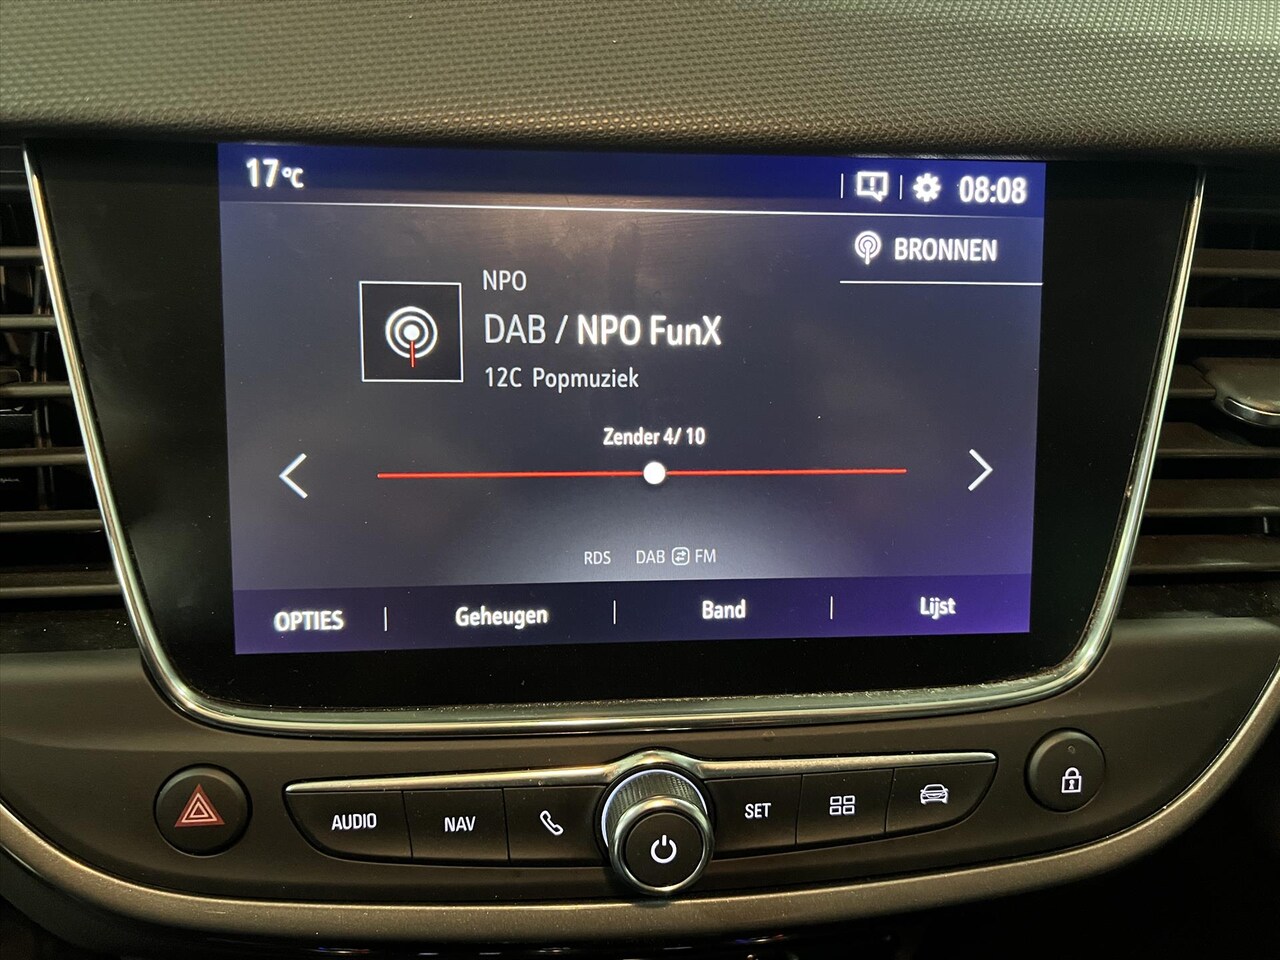 17°C
08:08
BRONNEN
NPO
DAB / NPO FunX
12C Popmuziek
Zender 4/ 10
RDS DAB FM
OPTIES Geheugen Band Lijst
AUDIO NAV SET